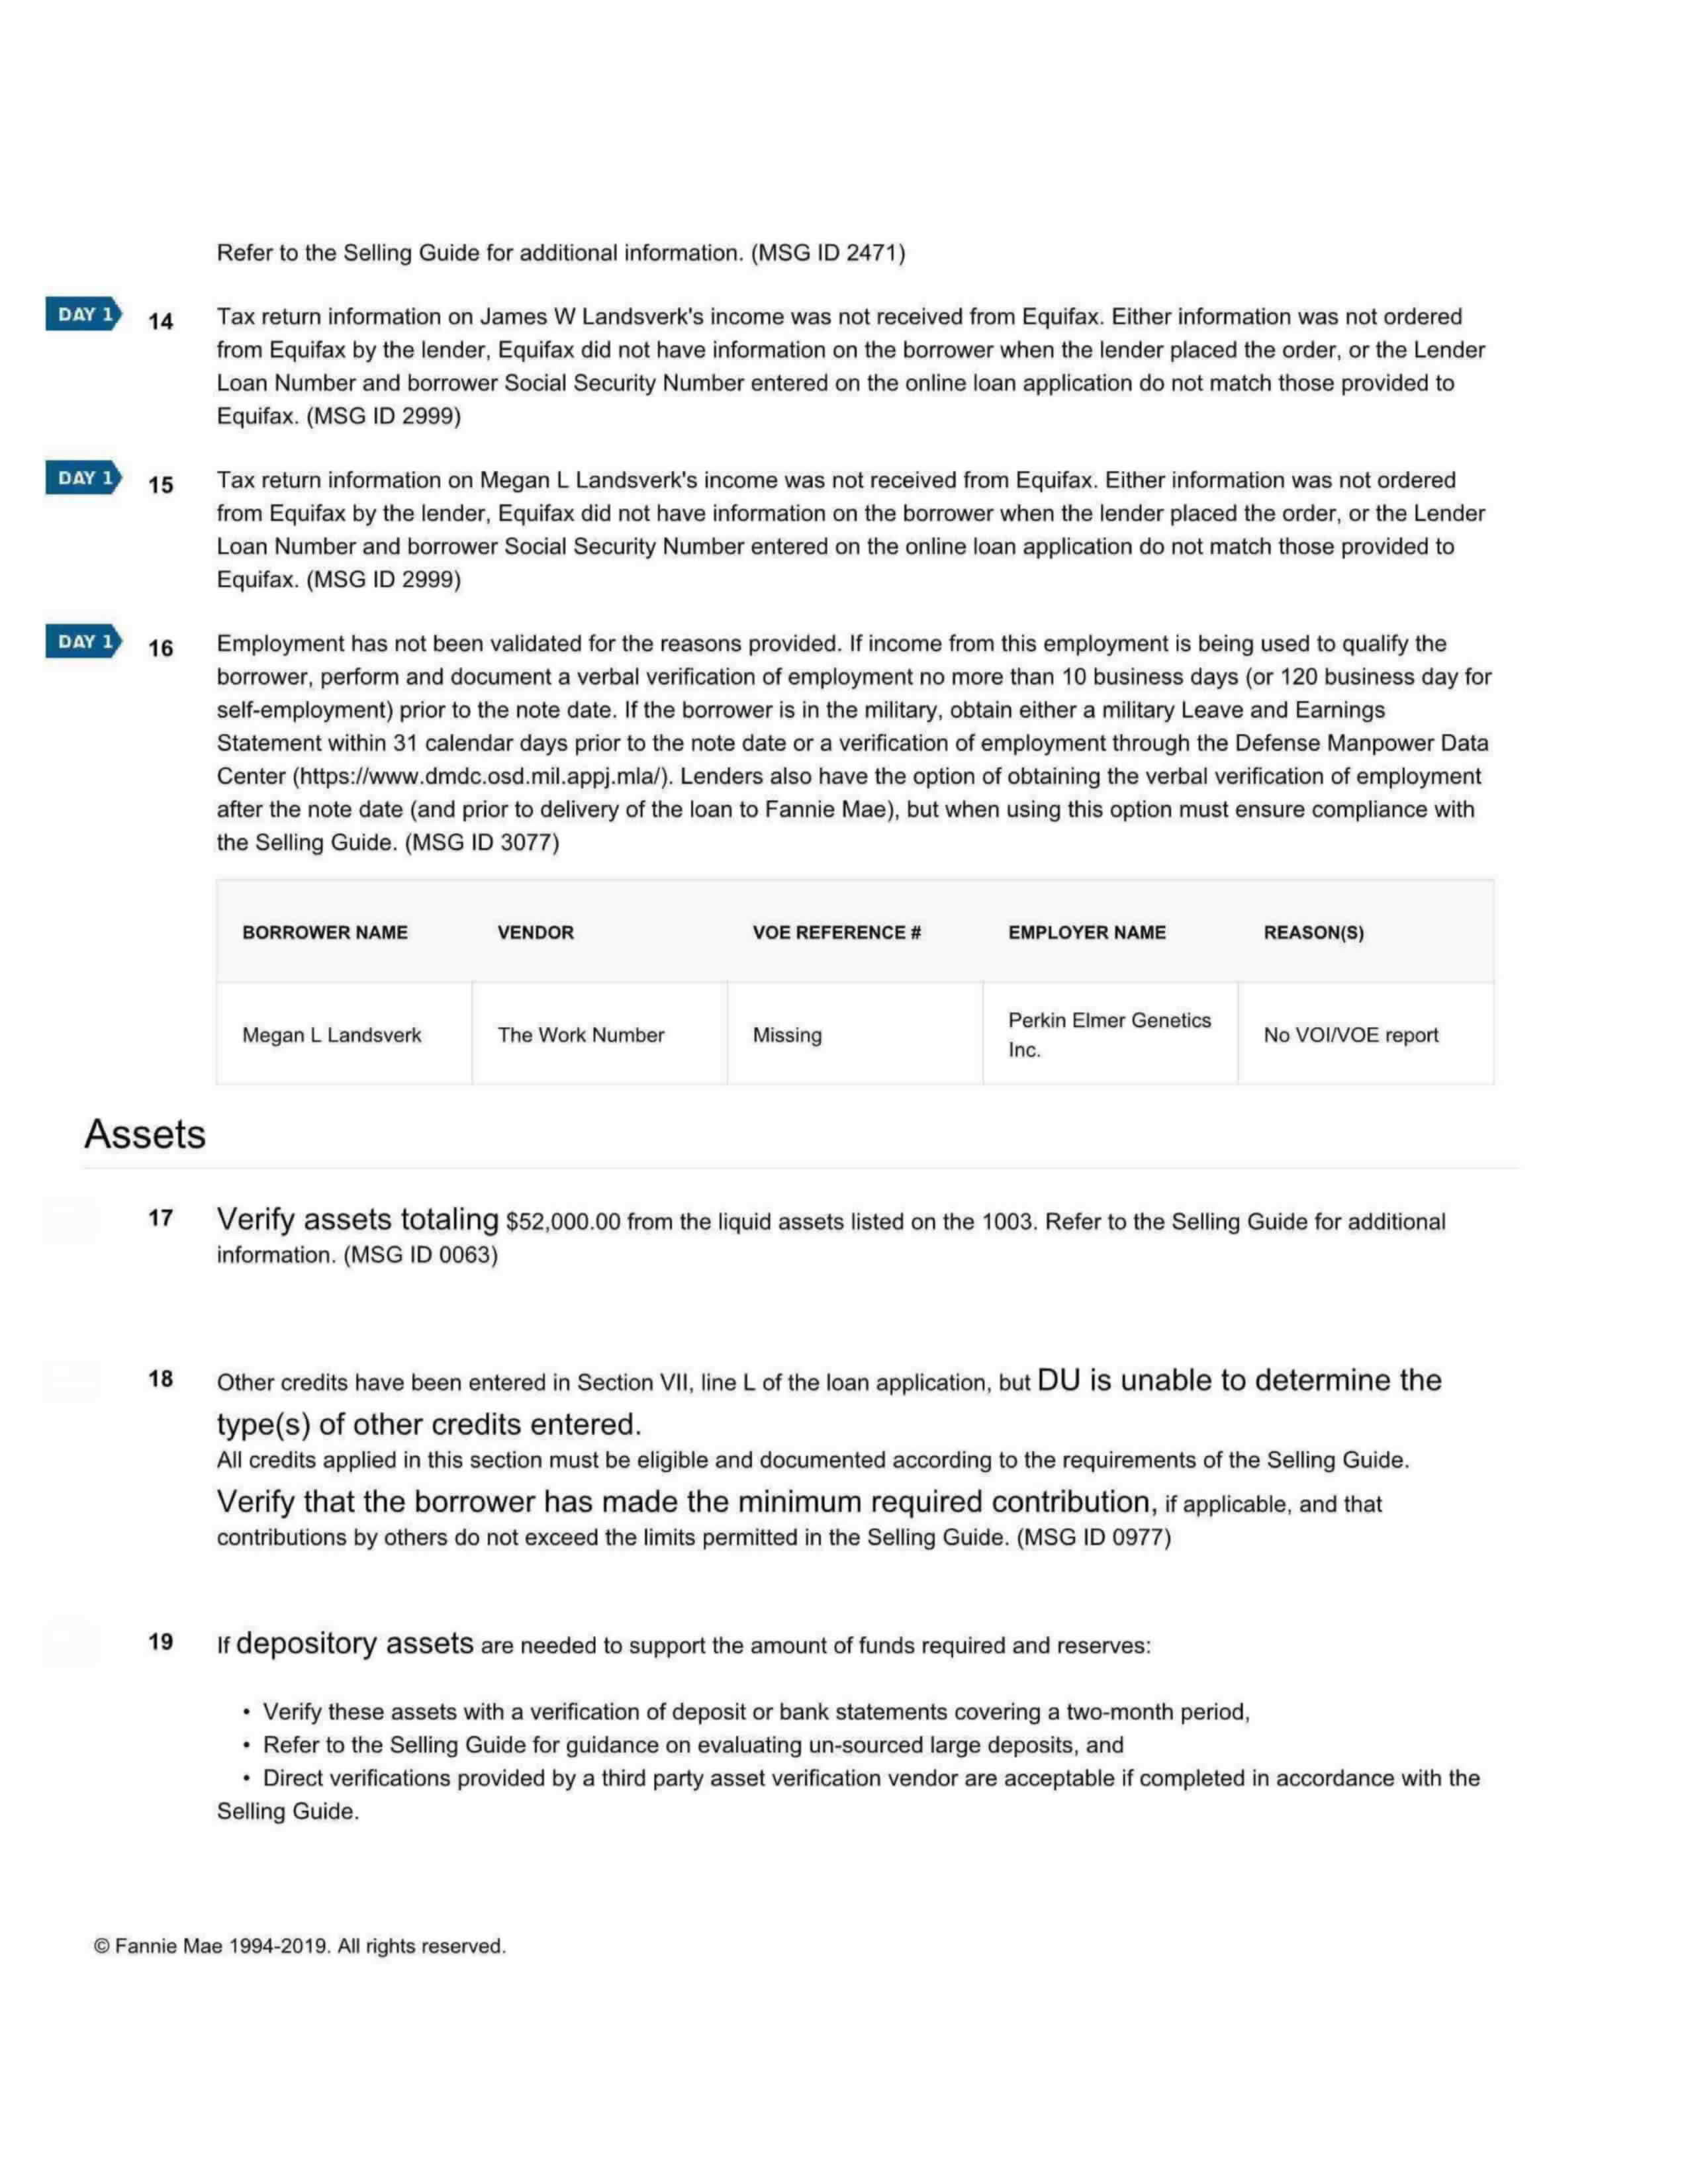 Refer to the Selling Guide for additional information. (MSG ID 2471)
DAY 1
14
Tax return information on James W Landsverk's income was not received from Equifax. Either information was not ordered
from Equifax by the lender, Equifax did not have information on the borrower when the lender placed the order, or the Lender
Loan Number and borrower Social Security Number entered on the online loan application do not match those provided to
Equifax. (MSG ID 2999)
DAY 1
15
Tax return information on Megan L Landsverk's income was not received from Equifax. Either information was not ordered
from Equifax by the lender, Equifax did not have information on the borrower when the lender placed the order, or the Lender
Loan Number and borrower Social Security Number entered on the online loan application do not match those provided to
Equifax. (MSG ID 2999)
DAY 1
16
Employment has not been validated for the reasons provided. If income from this employment is being used to qualify the
borrower, perform and document a verbal verification of employment no more than 10 business days (or 120 business day for
self-employment) prior to the note date. If the borrower is in the military, obtain either a military Leave and Earnings
Statement within 31 calendar days prior to the note date or a verification of employment through the Defense Manpower Data
Center (https://www.dmdc.osd.mil.appj.mla/). Lenders also have the option of obtaining the verbal verification of employment
after the note date (and prior to delivery of the loan to Fannie Mae), but when using this option must ensure compliance with
the Selling Guide. (MSG ID 3077)
BORROWER NAME VENDOR VOE REFERENCE # EMPLOYER NAME REASON(S)
Megan L Landsverk The Work Number Missing Perkin Elmer Genetics Inc. No VOI/VOE report
Assets
17
Verify assets totaling $52,000.00 from the liquid assets listed on the 1003. Refer to the Selling Guide for additional
information. (MSG ID 0063)
18
Other credits have been entered in Section VII, line L of the loan application, but DU is unable to determine the
type(s) of other credits entered.
All credits applied in this section must be eligible and documented according to the requirements of the Selling Guide.
Verify that the borrower has made the minimum required contribution, if applicable, and that
contributions by others do not exceed the limits permitted in the Selling Guide. (MSG ID 0977)
19
If depository assets are needed to support the amount of funds required and reserves:
• Verify these assets with a verification of deposit or bank statements covering a two-month period,
• Refer to the Selling Guide for guidance on evaluating un-sourced large deposits, and
• Direct verifications provided by a third party asset verification vendor are acceptable if completed in accordance with the
Selling Guide.
© Fannie Mae 1994-2019. All rights reserved.